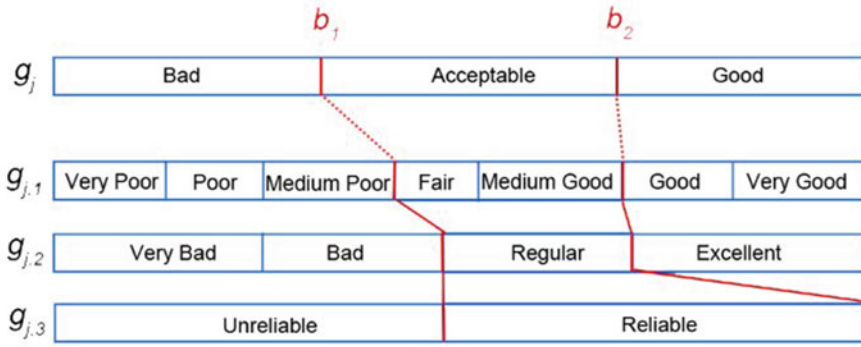 b₁ b₂
gⱼ Bad Acceptable Good
gⱼ.₁ Very Poor Poor Medium Poor Fair Medium Good Good Very Good
gⱼ.₂ Very Bad Bad Regular Excellent
gⱼ.₃ Unreliable Reliable